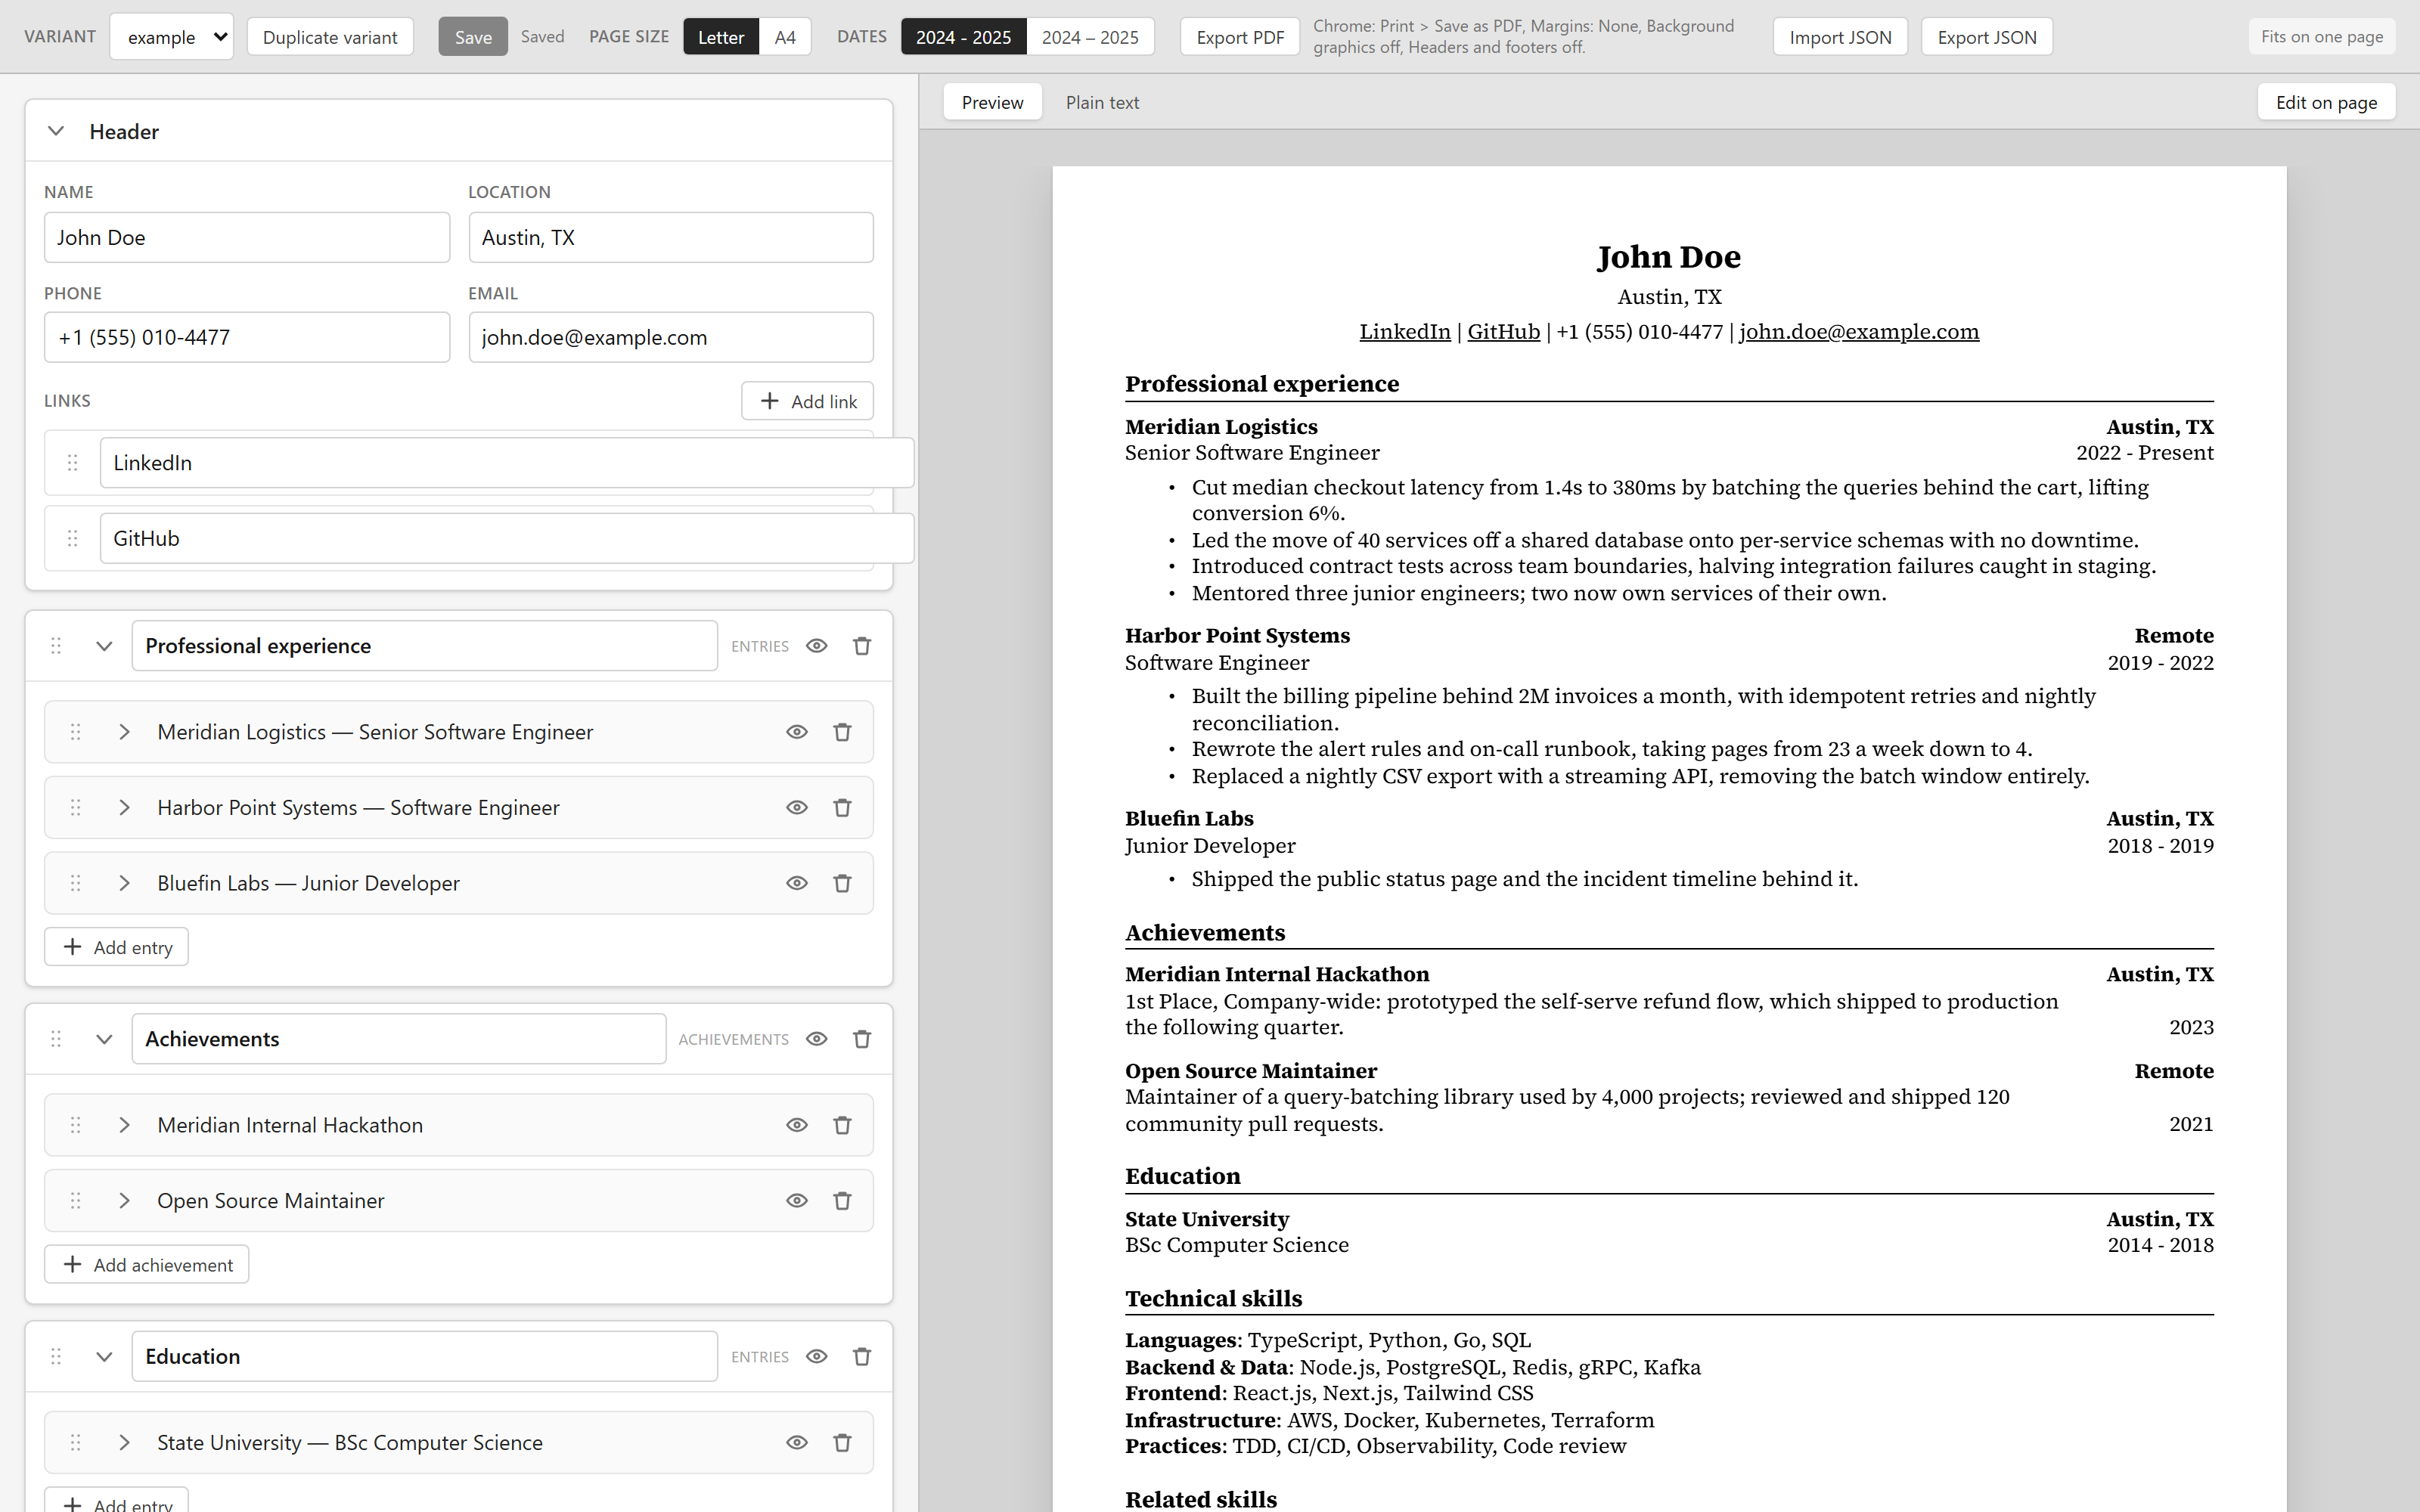 VARIANT example Duplicate variant Save Saved PAGE SIZE Letter A4 DATES 2024 - 2025 2024 – 2025 Export PDF Chrome: Print > Save as PDF, Margins: None, Background
graphics off, Headers and footers off. Import JSON Export JSON Fits on one page
Header
NAME LOCATION
John Doe Austin, TX
PHONE EMAIL
+1 (555) 010-4477 john.doe@example.com
LINKS Add link
LinkedIn
GitHub
Professional experience ENTRIES
Meridian Logistics — Senior Software Engineer
Harbor Point Systems — Software Engineer
Bluefin Labs — Junior Developer
Add entry
Achievements ACHIEVEMENTS
Meridian Internal Hackathon
Open Source Maintainer
Add achievement
Education ENTRIES
State University — BSc Computer Science
Add entry
Preview Plain text Edit on page
John Doe
Austin, TX
LinkedIn | GitHub | +1 (555) 010-4477 | john.doe@example.com
Professional experience
Meridian Logistics Austin, TX
Senior Software Engineer 2022 - Present
• Cut median checkout latency from 1.4s to 380ms by batching the queries behind the cart, lifting
conversion 6%.
• Led the move of 40 services off a shared database onto per-service schemas with no downtime.
• Introduced contract tests across team boundaries, halving integration failures caught in staging.
• Mentored three junior engineers; two now own services of their own.
Harbor Point Systems Remote
Software Engineer 2019 - 2022
• Built the billing pipeline behind 2M invoices a month, with idempotent retries and nightly
reconciliation.
• Rewrote the alert rules and on-call runbook, taking pages from 23 a week down to 4.
• Replaced a nightly CSV export with a streaming API, removing the batch window entirely.
Bluefin Labs Austin, TX
Junior Developer 2018 - 2019
• Shipped the public status page and the incident timeline behind it.
Achievements
Meridian Internal Hackathon Austin, TX
1st Place, Company-wide: prototyped the self-serve refund flow, which shipped to production
the following quarter. 2023
Open Source Maintainer Remote
Maintainer of a query-batching library used by 4,000 projects; reviewed and shipped 120
community pull requests. 2021
Education
State University Austin, TX
BSc Computer Science 2014 - 2018
Technical skills
Languages: TypeScript, Python, Go, SQL
Backend & Data: Node.js, PostgreSQL, Redis, gRPC, Kafka
Frontend: React.js, Next.js, Tailwind CSS
Infrastructure: AWS, Docker, Kubernetes, Terraform
Practices: TDD, CI/CD, Observability, Code review
Related skills